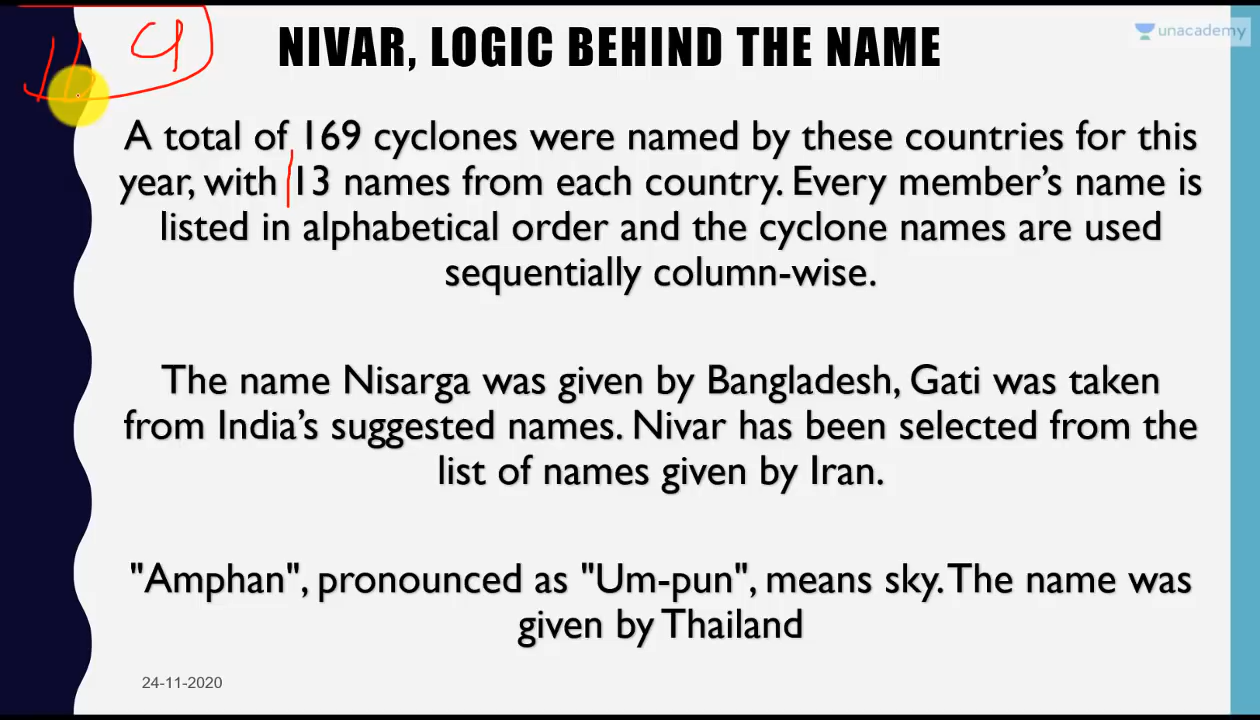 NIVAR, LOGIC BEHIND THE NAME
unacademy
A total of 169 cyclones were named by these countries for this
year, with 13 names from each country. Every member's name is
listed in alphabetical order and the cyclone names are used
sequentially column-wise.
The name Nisarga was given by Bangladesh, Gati was taken
from India's suggested names. Nivar has been selected from the
list of names given by Iran.
"Amphan", pronounced as "Um-pun", means sky. The name was
given by Thailand
24-11-2020